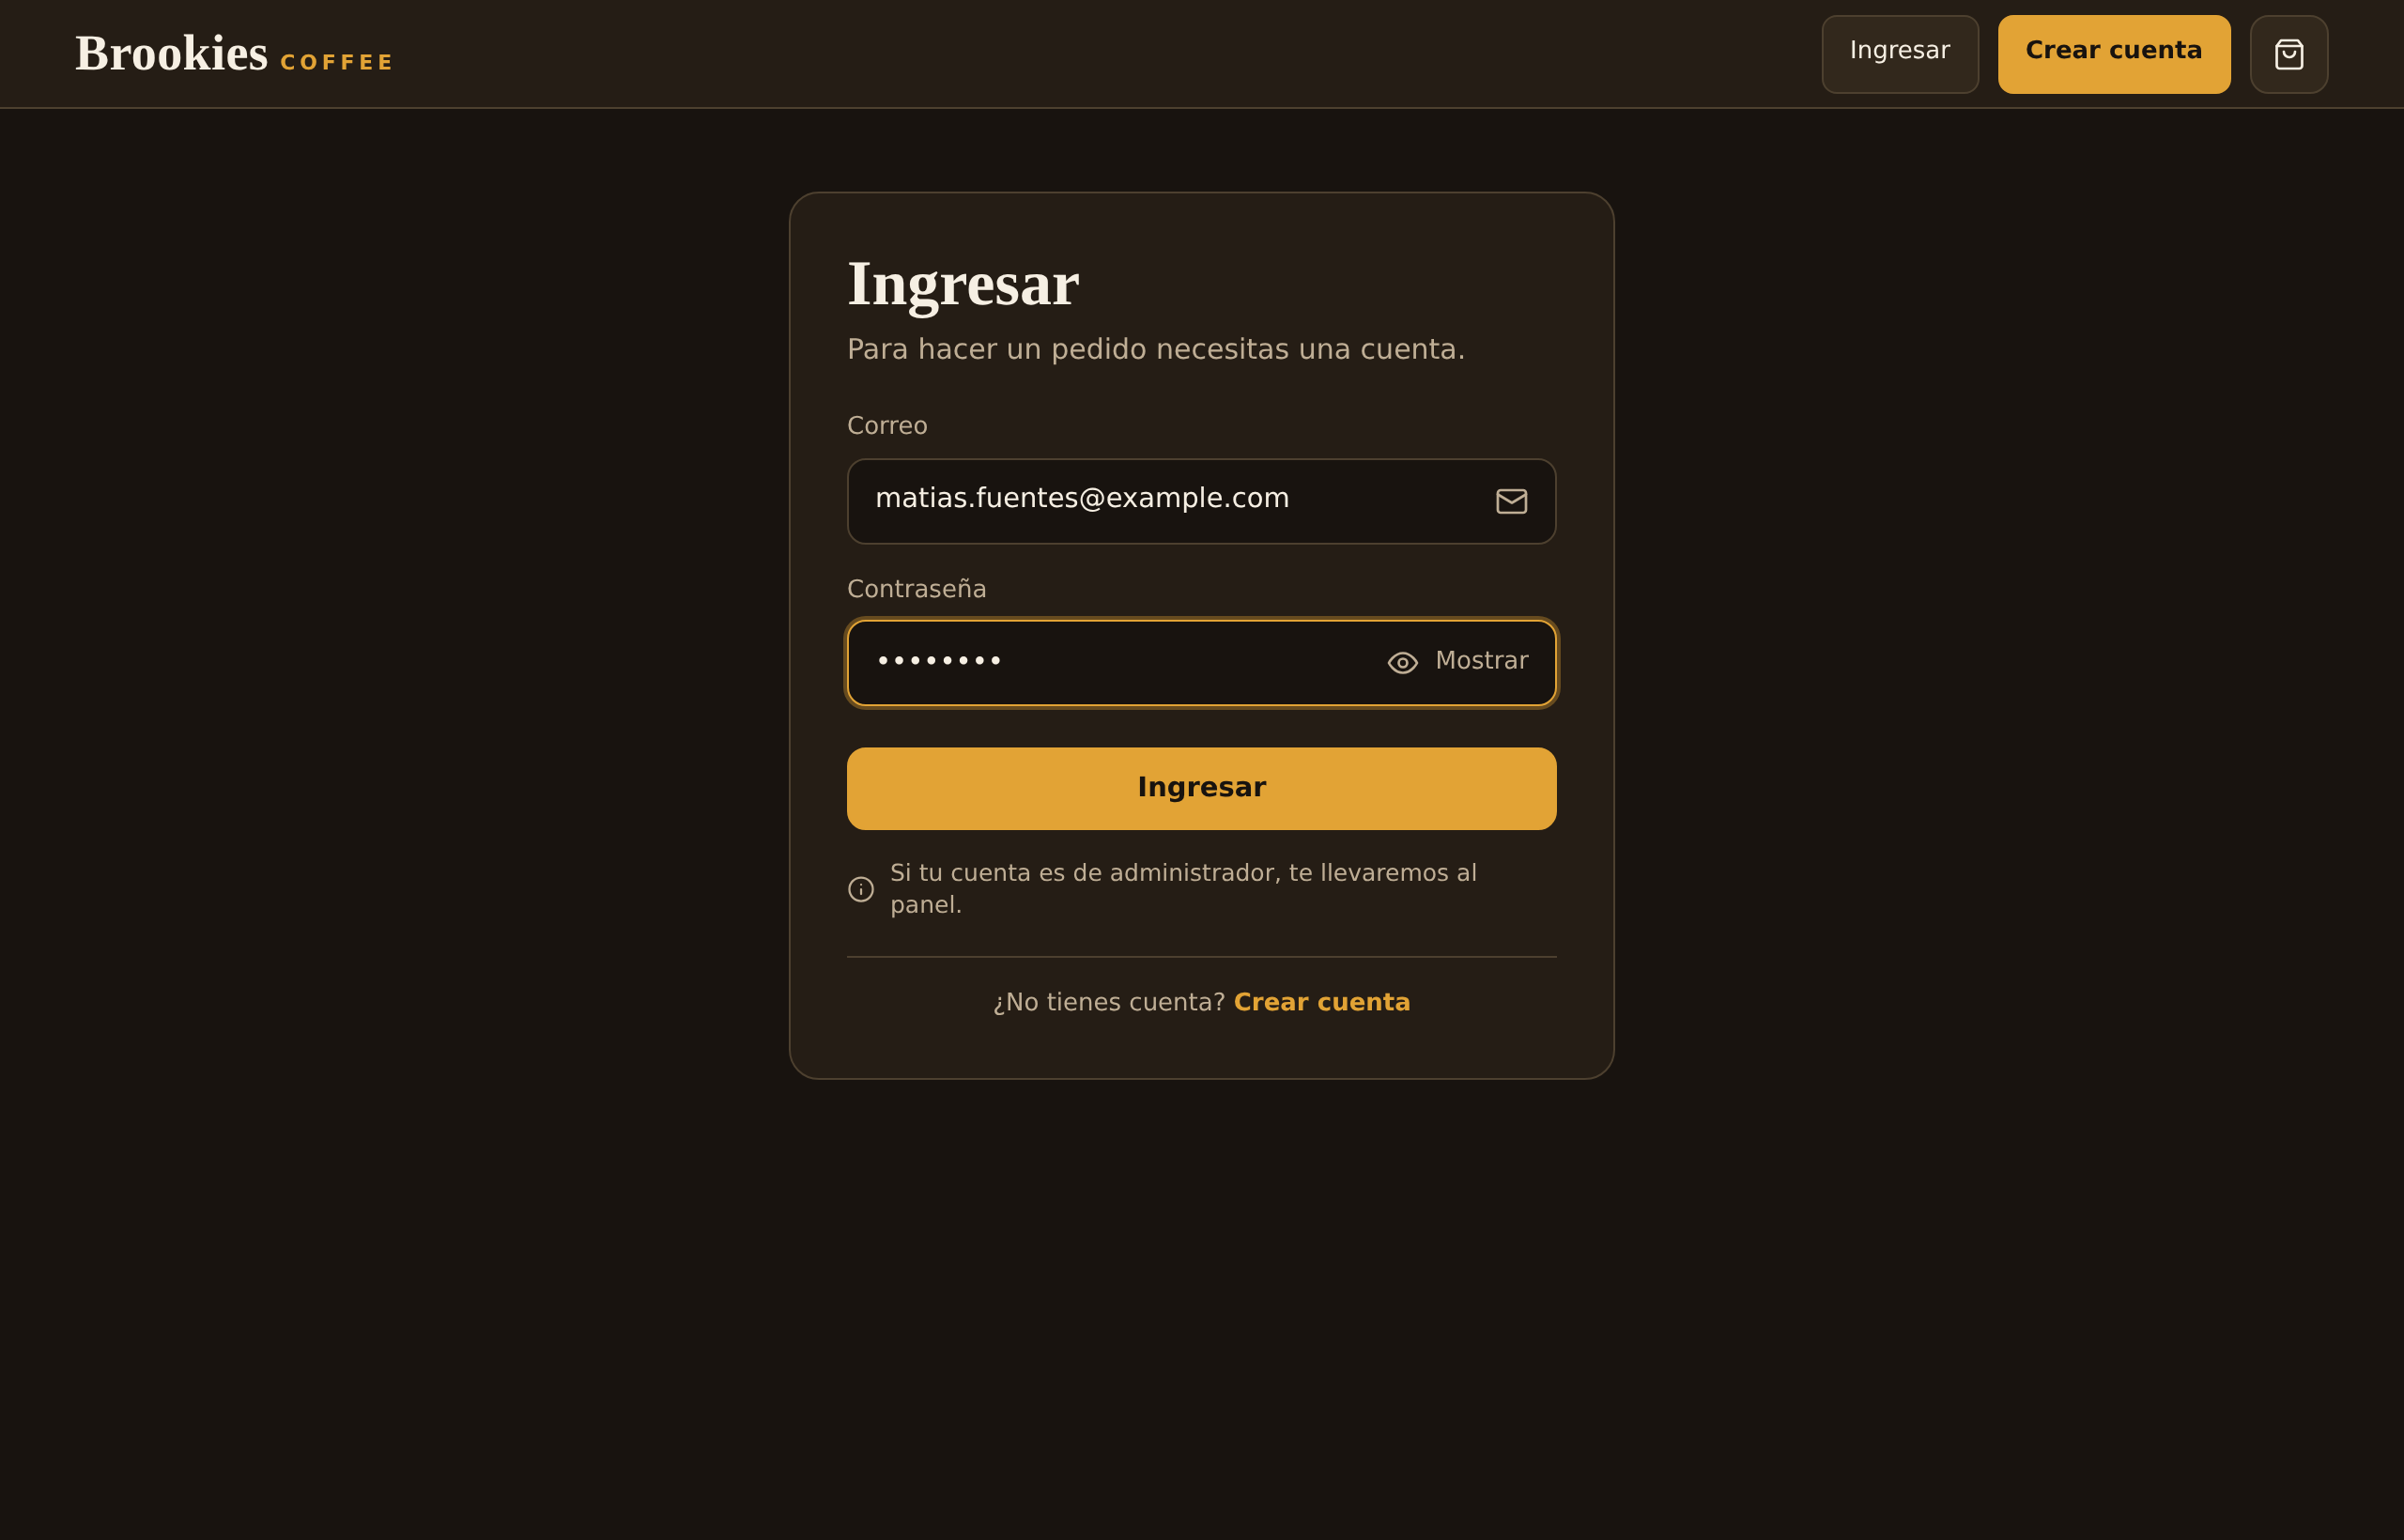 Brookies COFFEE
Ingresar
Crear cuenta
Ingresar
Para hacer un pedido necesitas una cuenta.
Correo
matias.fuentes@example.com
Contraseña
••••••••
Mostrar
Ingresar
Si tu cuenta es de administrador, te llevaremos al
panel.
¿No tienes cuenta? Crear cuenta